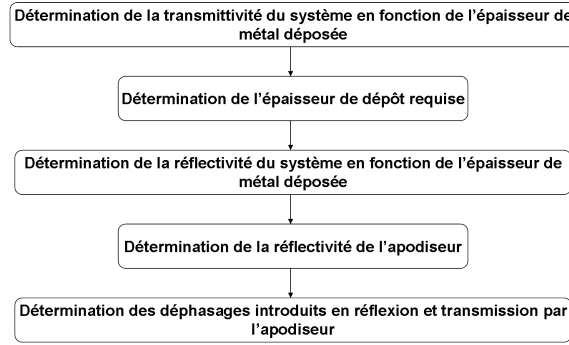 Détermination de la transmittivité du système en fonction de l'épaisseur de
métal déposée
Détermination de l'épaisseur de dépôt requise
Détermination de la réflectivité du système en fonction de l'épaisseur de
métal déposée
Détermination de la réflectivité de l'apodiseur
Détermination des déphasages introduits en réflexion et transmission par
l'apodiseur